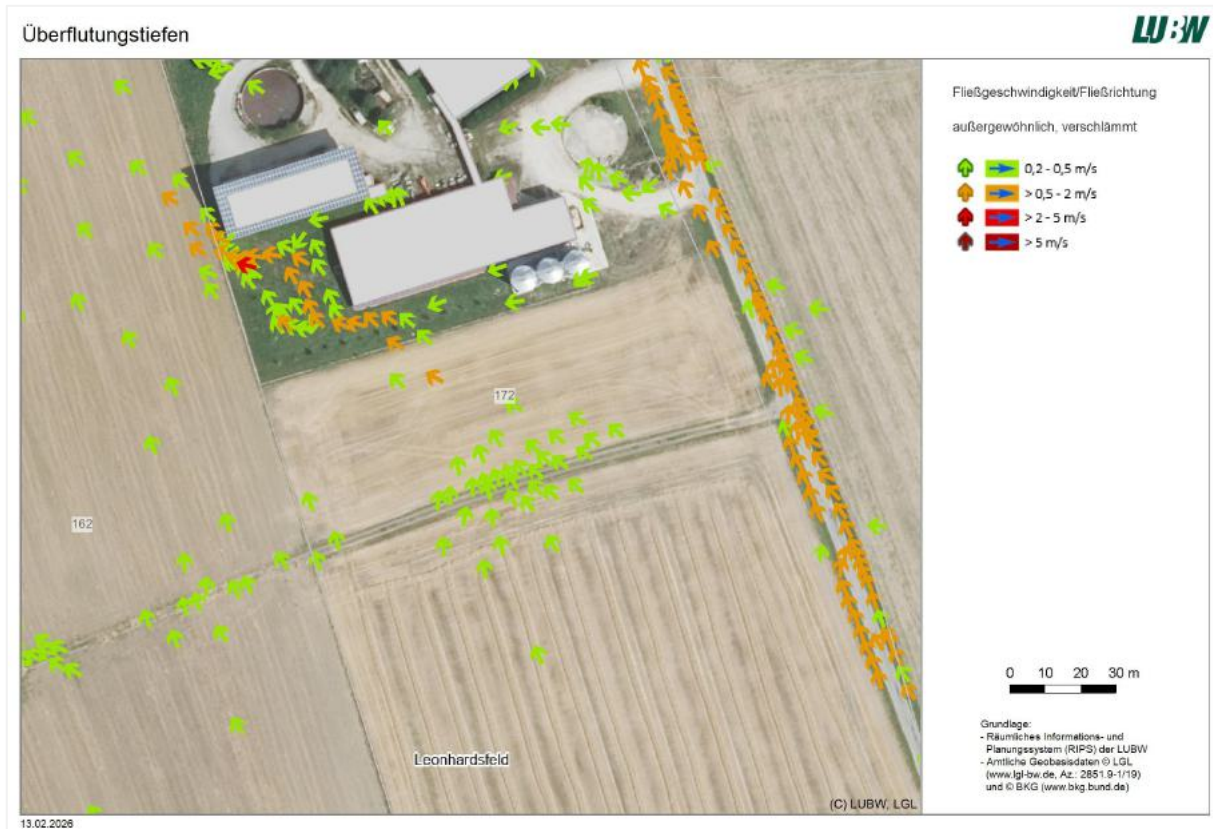 Überflutungstiefen
LUBW
Fließgeschwindigkeit/Fließrichtung
außergewöhnlich, verschlämmt
0,2 - 0,5 m/s
> 0,5 - 2 m/s
> 2 - 5 m/s
> 5 m/s
172
162
Leonhardsfeld
0 10 20 30 m
Grundlage:
- Räumliches Informations- und
Planungssystem (RIPS) der LUBW
- Amtliche Geobasisdaten © LGL
(www.lgl-bw.de, Az.: 2851.9-1/19)
und © BKG (www.bkg.bund.de)
(C) LUBW, LGL
13.02.2026